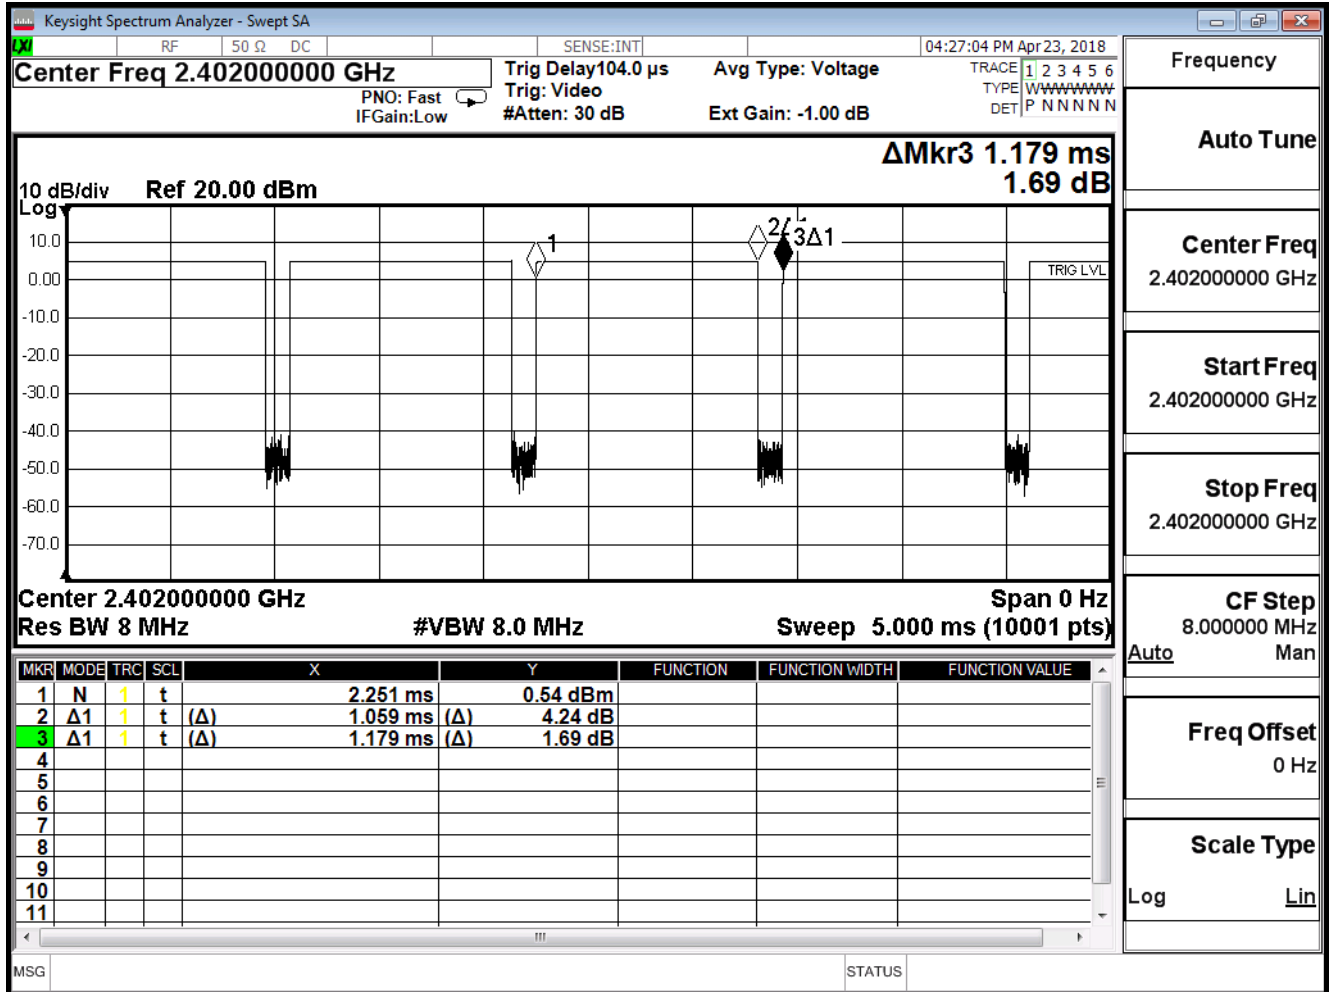 Keysight Spectrum Analyzer - Swept SA
LXI RF 50 Ω DC SENSE:INT 04:27:04 PM Apr 23, 2018
Center Freq 2.402000000 GHz
PNO: Fast
IFGain:Low
Trig Delay104.0 µs
Trig: Video
#Atten: 30 dB
Avg Type: Voltage
Ext Gain: -1.00 dB
TRACE 1 2 3 4 5 6
TYPE WWWWWW
DET P N N N N N
ΔMkr3 1.179 ms
1.69 dB
10 dB/div Ref 20.00 dBm
Log
10.0
0.00
-10.0
-20.0
-30.0
-40.0
-50.0
-60.0
-70.0
1
3Δ1
TRIG LVL
Center 2.402000000 GHz Span 0 Hz
Res BW 8 MHz #VBW 8.0 MHz Sweep 5.000 ms (10001 pts)
MKR MODE TRC SCL X Y FUNCTION FUNCTION WIDTH FUNCTION VALUE
1 N 1 t 2.251 ms 0.54 dBm
2 Δ1 1 t (Δ) 1.059 ms (Δ) 4.24 dB
3 Δ1 1 t (Δ) 1.179 ms (Δ) 1.69 dB
4
5
6
7
8
9
10
11
MSG STATUS
Frequency
Auto Tune
Center Freq
2.402000000 GHz
Start Freq
2.402000000 GHz
Stop Freq
2.402000000 GHz
CF Step
8.000000 MHz
Auto Man
Freq Offset
0 Hz
Scale Type
Log Lin